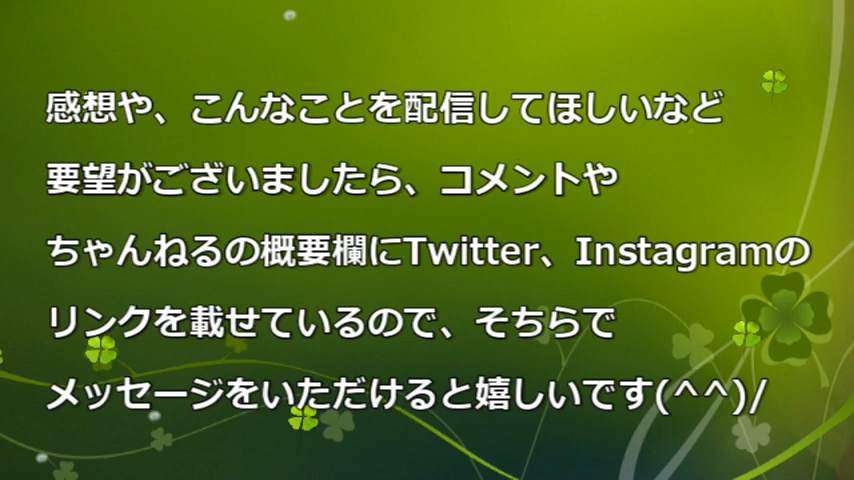 感想や、こんなことを配信してほしいなど
要望がございましたら、コメントや
ちゃんねるの概要欄にTwitter、Instagramの
リンクを載せているので、そちらで
メッセージをいただけると嬉しいです(^^)/